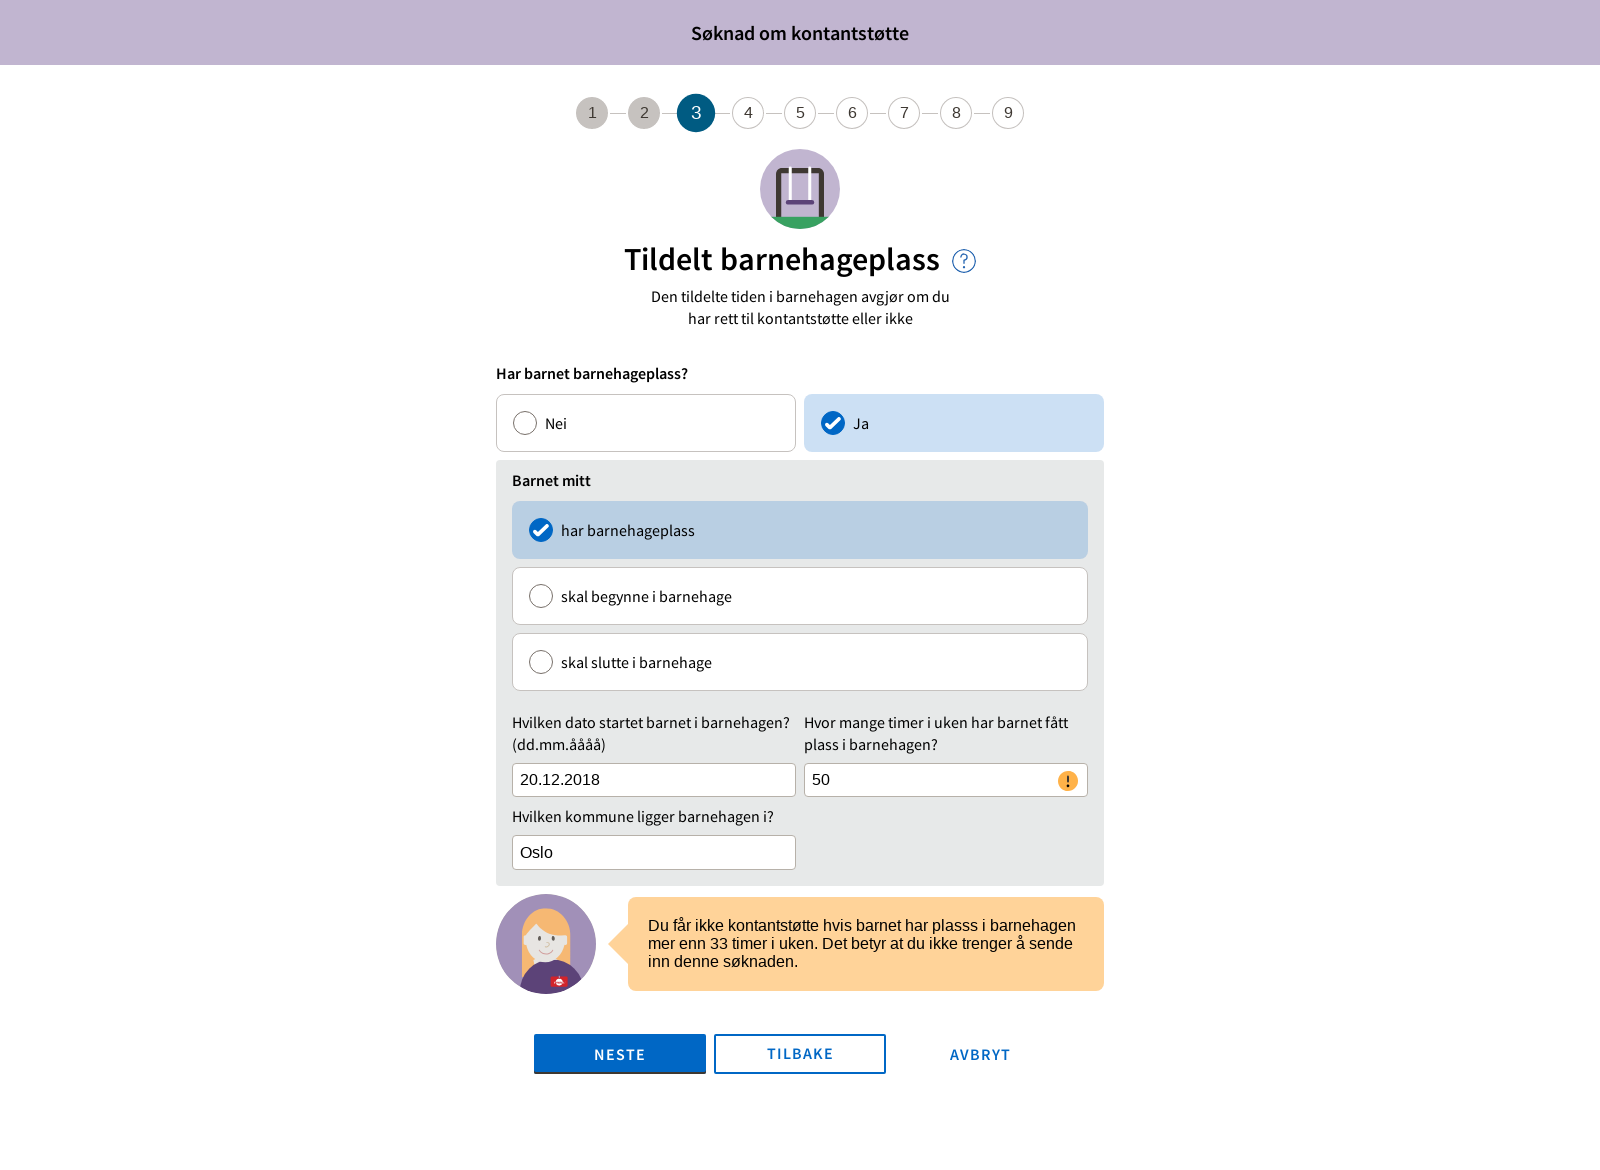 Søknad om kontantstøtte
1 2 3 4 5 6 7 8 9
Tildelt barnehageplass ?
Den tildelte tiden i barnehagen avgjør om du
har rett til kontantstøtte eller ikke
Har barnet barnehageplass?
Nei
Ja
Barnet mitt
har barnehageplass
skal begynne i barnehage
skal slutte i barnehage
Hvilken dato startet barnet i barnehagen?
(dd.mm.åååå)
20.12.2018
Hvor mange timer i uken har barnet fått
plass i barnehagen?
50
Hvilken kommune ligger barnehagen i?
Oslo
Du får ikke kontantstøtte hvis barnet har plasss i barnehagen
mer enn 33 timer i uken. Det betyr at du ikke trenger å sende
inn denne søknaden.
NESTE
TILBAKE
AVBRYT